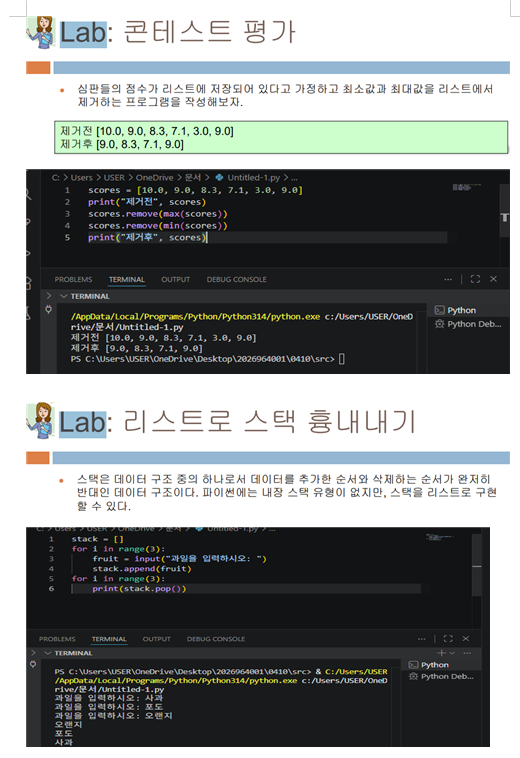 Lab: 콘테스트 평가
심판들의 점수가 리스트에 저장되어 있다고 가정하고 최소값과 최대값을 리스트에서
제거하는 프로그램을 작성해보자.
제거전 [10.0, 9.0, 8.3, 7.1, 3.0, 9.0]
제거후 [9.0, 8.3, 7.1, 9.0]
C: > Users > USER > OneDrive > 문서 > Untitled-1.py > ...
1 scores = [10.0, 9.0, 8.3, 7.1, 3.0, 9.0]
2 print("제거전", scores)
3 scores.remove(max(scores))
4 scores.remove(min(scores))
5 print("제거후", scores)
PROBLEMS TERMINAL OUTPUT DEBUG CONSOLE
TERMINAL
/AppData/Local/Programs/Python/Python314/python.exe c:/Users/USER/OneD
rive/문서/Untitled-1.py
제거전 [10.0, 9.0, 8.3, 7.1, 3.0, 9.0]
제거후 [9.0, 8.3, 7.1, 9.0]
PS C:\Users\USER\OneDrive\Desktop\2026964001\0410\src>
Python
Python Deb...
Lab: 리스트로 스택 흉내내기
스택은 데이터 구조 중의 하나로서 데이터를 추가한 순서와 삭제하는 순서가 완저히
반대인 데이터 구조이다. 파이썬에는 내장 스택 유형이 없지만, 스택을 리스트로 구현
할 수 있다.
C: > Users > USER > OneDrive > 문서 > Untitled-1.py > ...
1 stack = []
2 for i in range(3):
3 fruit = input("과일을 입력하시오: ")
4 stack.append(fruit)
5 for i in range(3):
6 print(stack.pop())
PROBLEMS TERMINAL OUTPUT DEBUG CONSOLE
TERMINAL
PS C:\Users\USER\OneDrive\Desktop\2026964001\0410\src> & C:/Users/USER
/AppData/Local/Programs/Python/Python314/python.exe c:/Users/USER/OneD
rive/문서/Untitled-1.py
과일을 입력하시오: 사과
과일을 입력하시오: 포도
과일을 입력하시오: 오랜지
오랜지
포도
사과
Python
Python Deb...